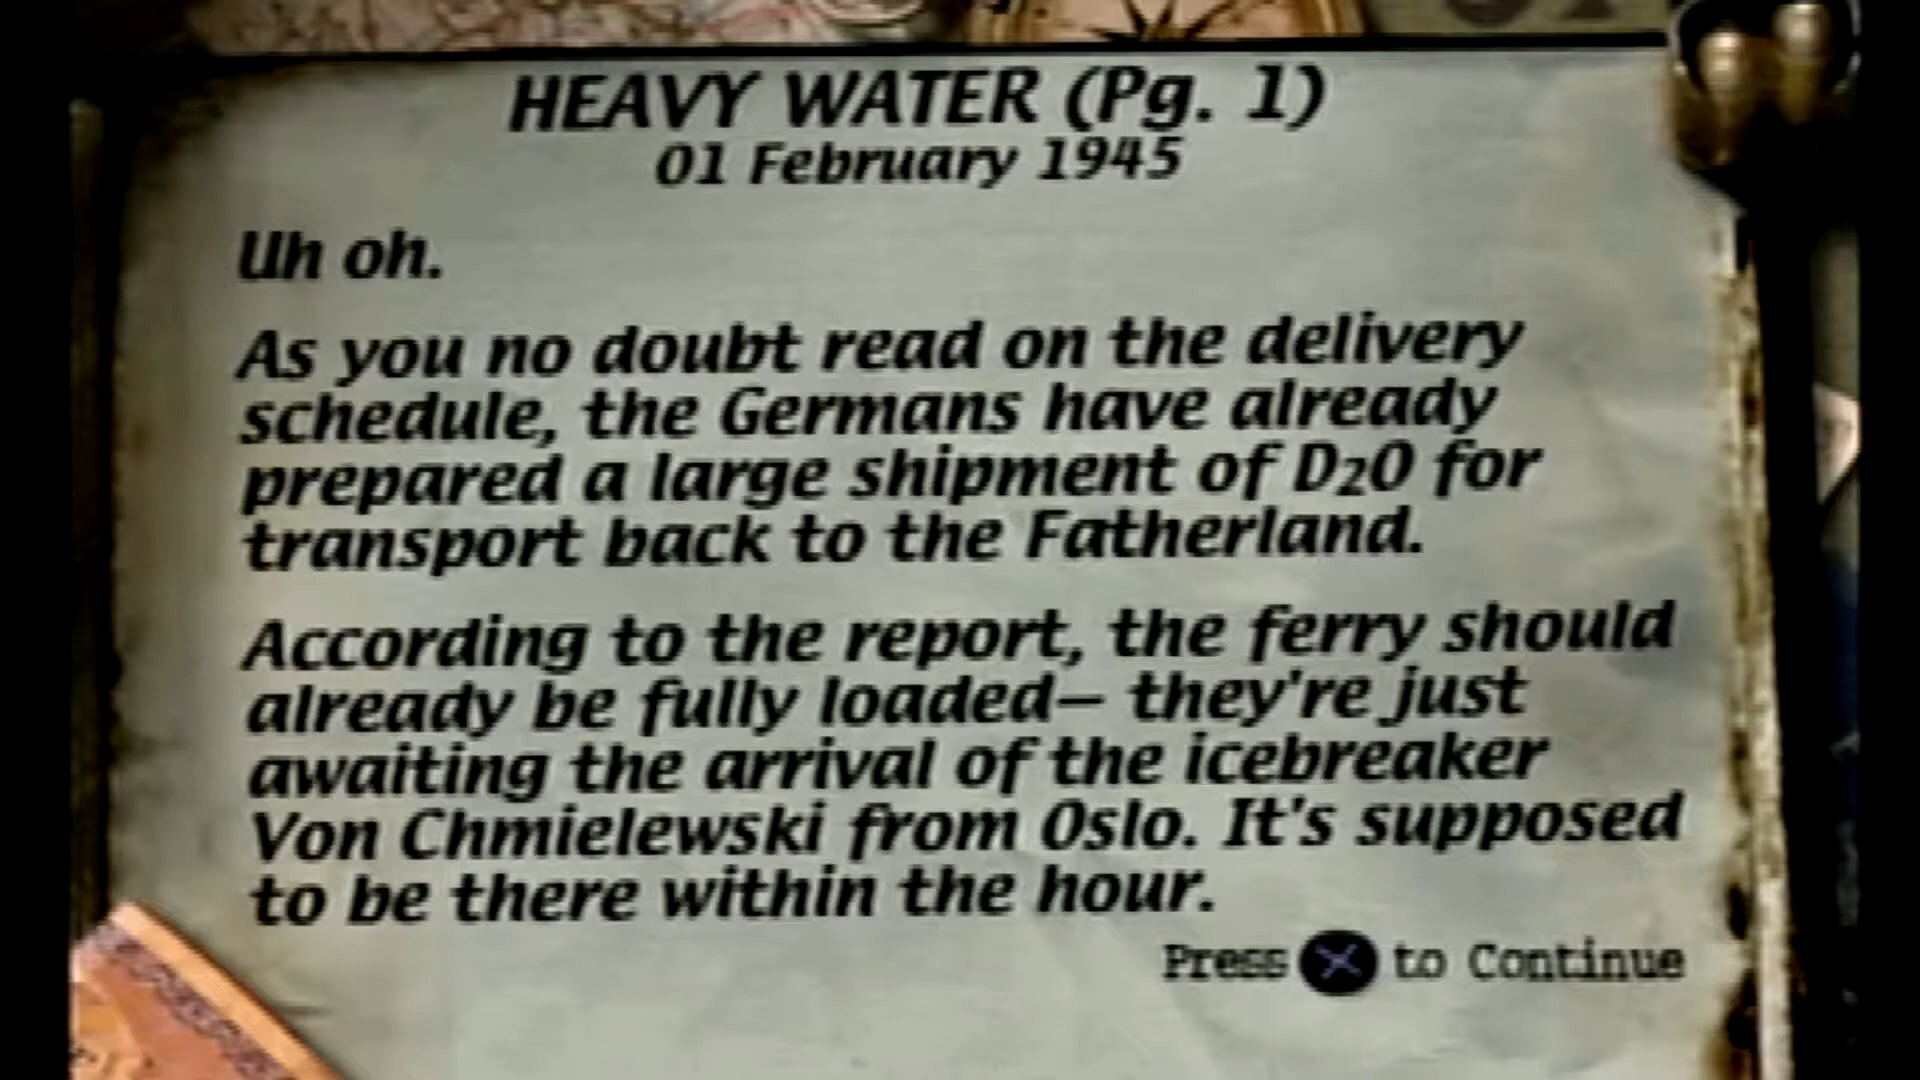 HEAVY WATER (Pg. 1)
01 February 1945
Uh oh.
As you no doubt read on the delivery
schedule, the Germans have already
prepared a large shipment of D2O for
transport back to the Fatherland.
According to the report, the ferry should
already be fully loaded— they're just
awaiting the arrival of the icebreaker
Von Chmielewski from Oslo. It's supposed
to be there within the hour.
Press X to Continue